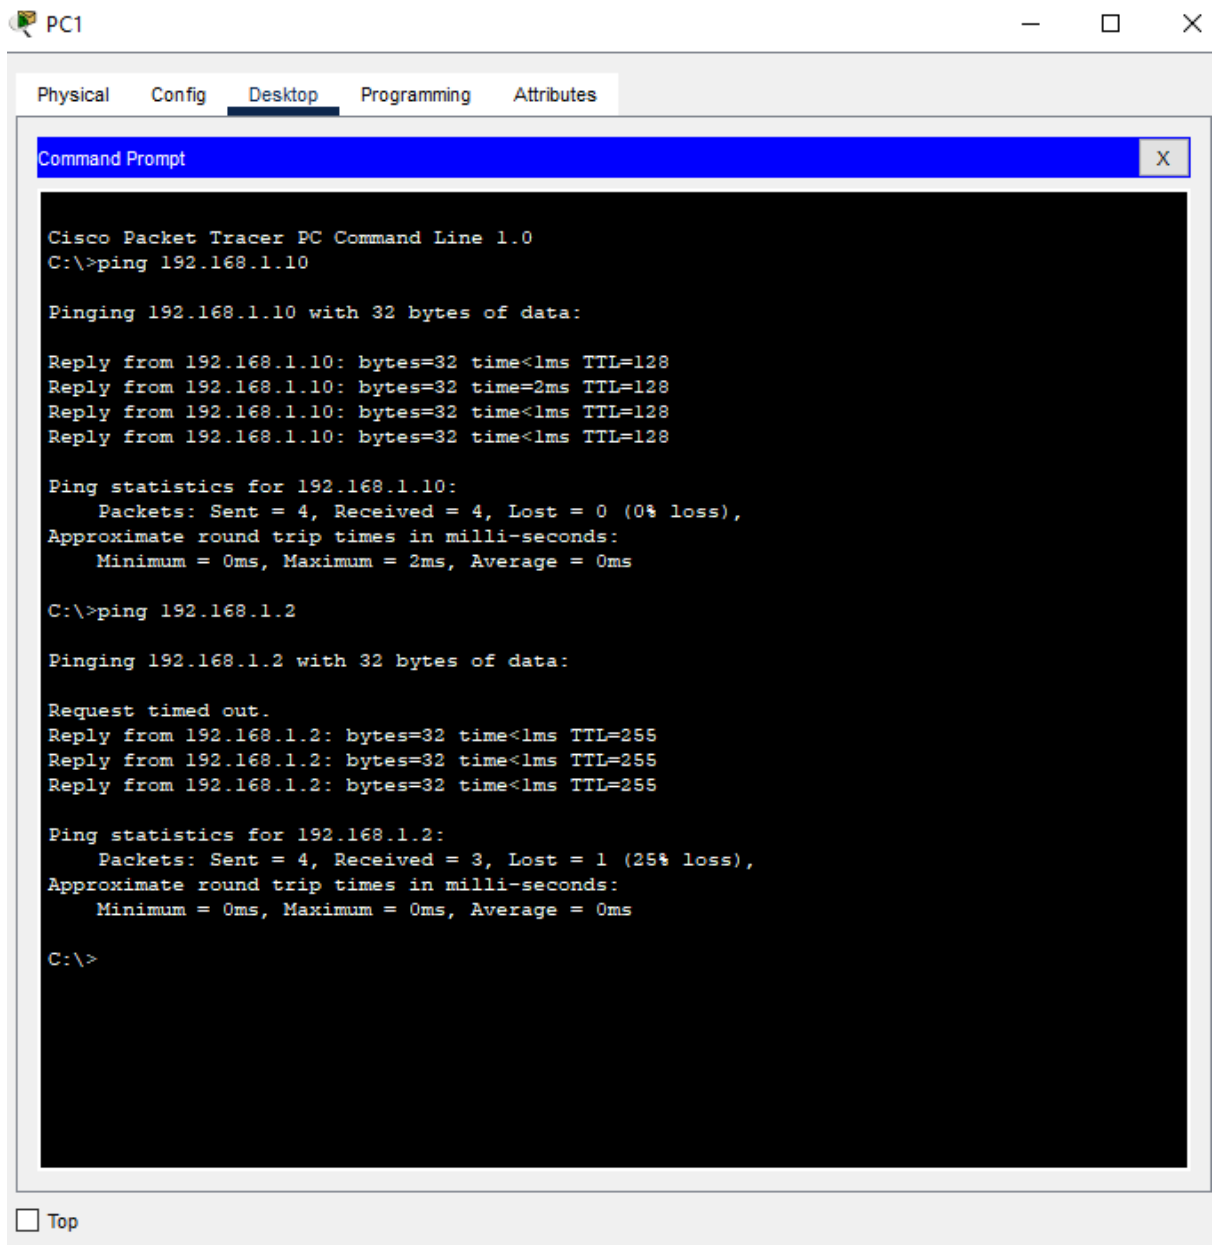 PC1
Physical Config Desktop Programming Attributes
Command Prompt X
Cisco Packet Tracer PC Command Line 1.0
C:\>ping 192.168.1.10
Pinging 192.168.1.10 with 32 bytes of data:
Reply from 192.168.1.10: bytes=32 time<1ms TTL=128
Reply from 192.168.1.10: bytes=32 time=2ms TTL=128
Reply from 192.168.1.10: bytes=32 time<1ms TTL=128
Reply from 192.168.1.10: bytes=32 time<1ms TTL=128
Ping statistics for 192.168.1.10:
    Packets: Sent = 4, Received = 4, Lost = 0 (0% loss),
Approximate round trip times in milli-seconds:
    Minimum = 0ms, Maximum = 2ms, Average = 0ms
C:\>ping 192.168.1.2
Pinging 192.168.1.2 with 32 bytes of data:
Request timed out.
Reply from 192.168.1.2: bytes=32 time<1ms TTL=255
Reply from 192.168.1.2: bytes=32 time<1ms TTL=255
Reply from 192.168.1.2: bytes=32 time<1ms TTL=255
Ping statistics for 192.168.1.2:
    Packets: Sent = 4, Received = 3, Lost = 1 (25% loss),
Approximate round trip times in milli-seconds:
    Minimum = 0ms, Maximum = 0ms, Average = 0ms
C:\>
Top